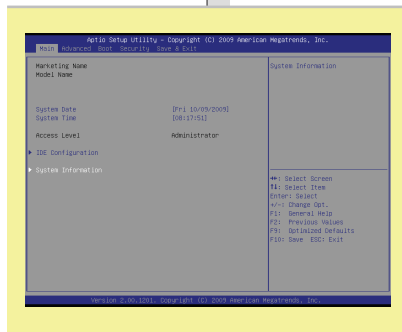 Aptio Setup Utility - Copyright (C) 2009 American Megatrends, Inc.
Main Advanced Boot Security Save & Exit
Marketing Name
Model Name
System Date [Fri 10/09/2009]
System Time [08:17:51]
Access Level Administrator
▶ IDE Configuration
▶ System Information
System Information
→←: Select Screen
↑↓: Select Item
Enter: Select
+/-: Change Opt.
F1: General Help
F2: Previous Values
F9: Optimized Defaults
F10: Save ESC: Exit
Version 2.00.1201. Copyright (C) 2009 American Megatrends, Inc.